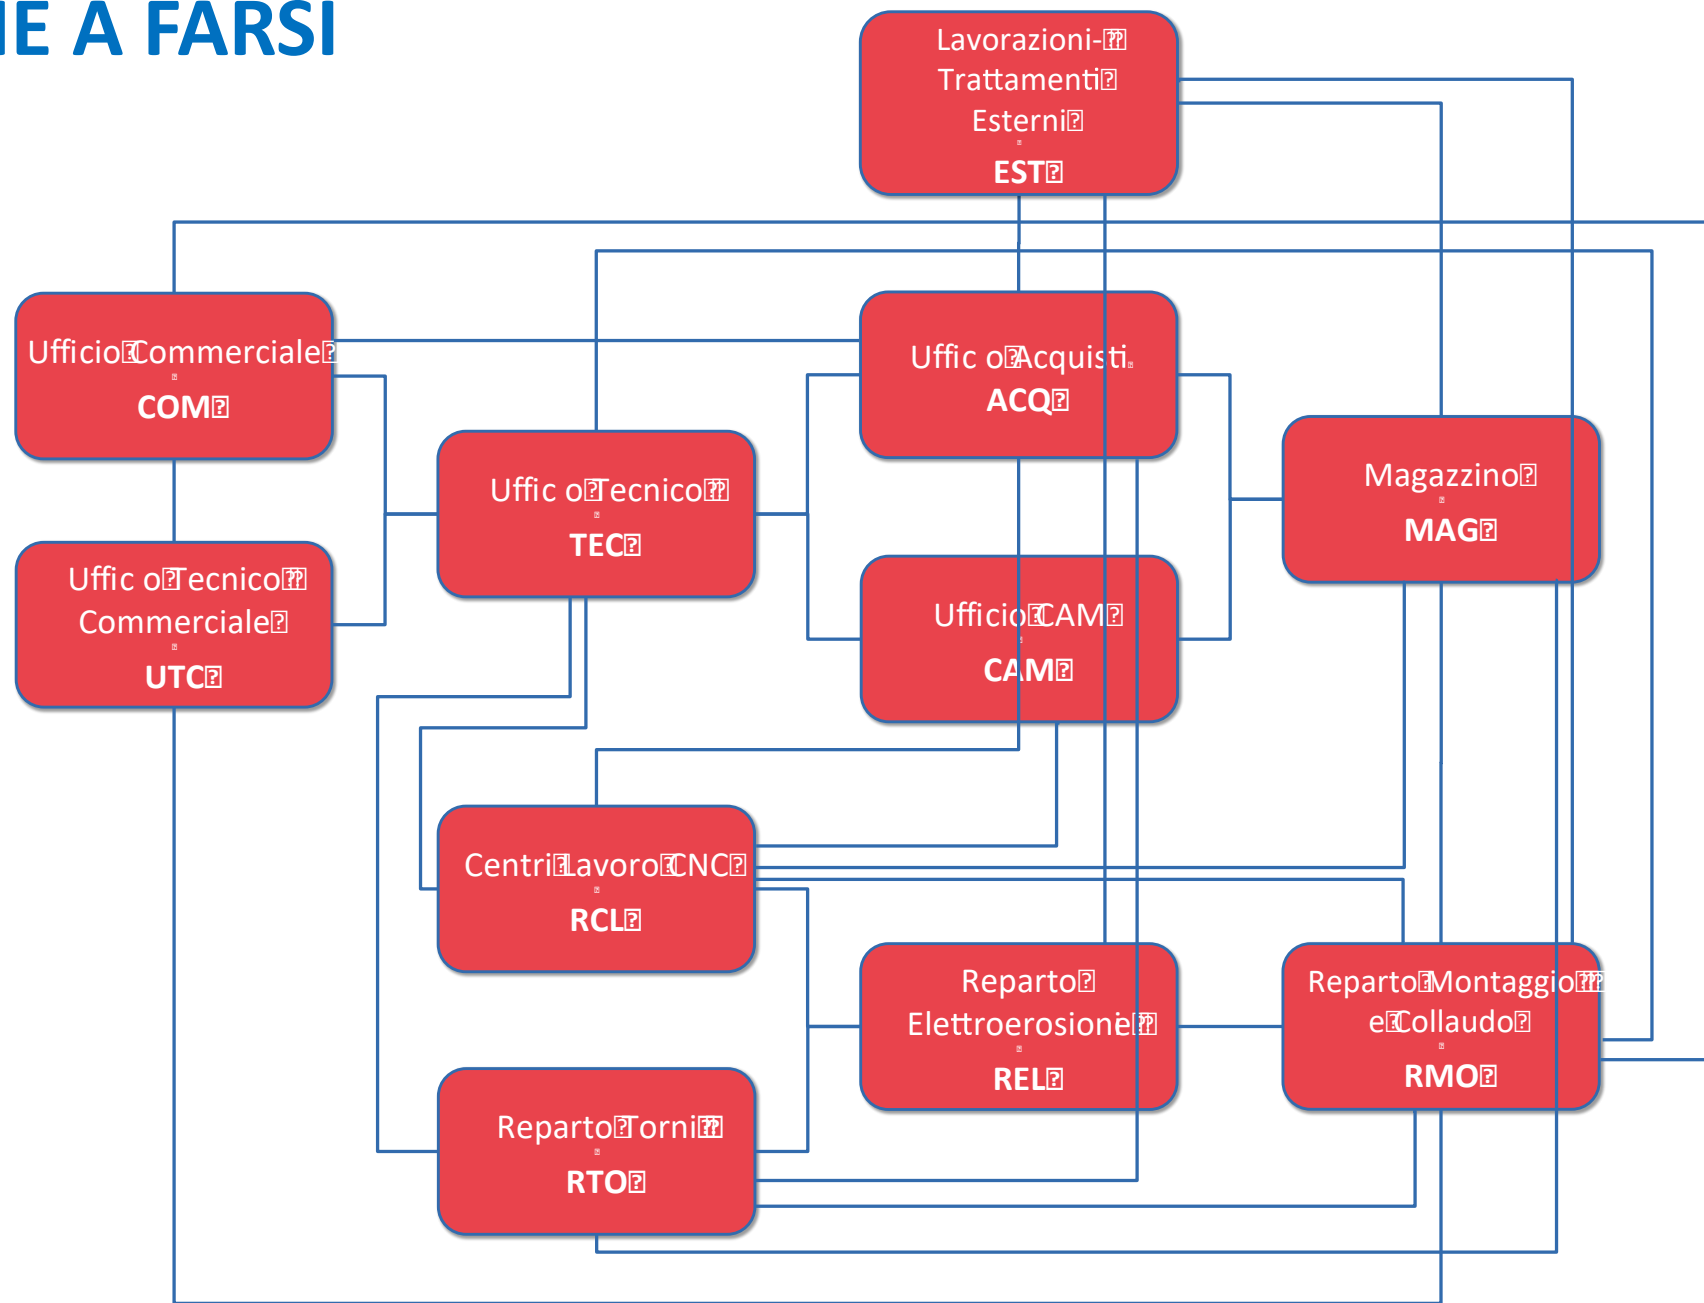 IE A FARSI
Lavorazioni-
Trattamenti
Esterni
EST
Ufficio Commerciale
COM
Uffic o Acquisti
ACQ
Uffic o Tecnico
TEC
Magazzino
MAG
Uffic o Tecnico
Commerciale
UTC
Ufficio CAM
CAM
Centri Lavoro CNC
RCL
Reparto
Elettroerosione
REL
Reparto Montaggio
e Collaudo
RMO
Reparto Torni
RTO